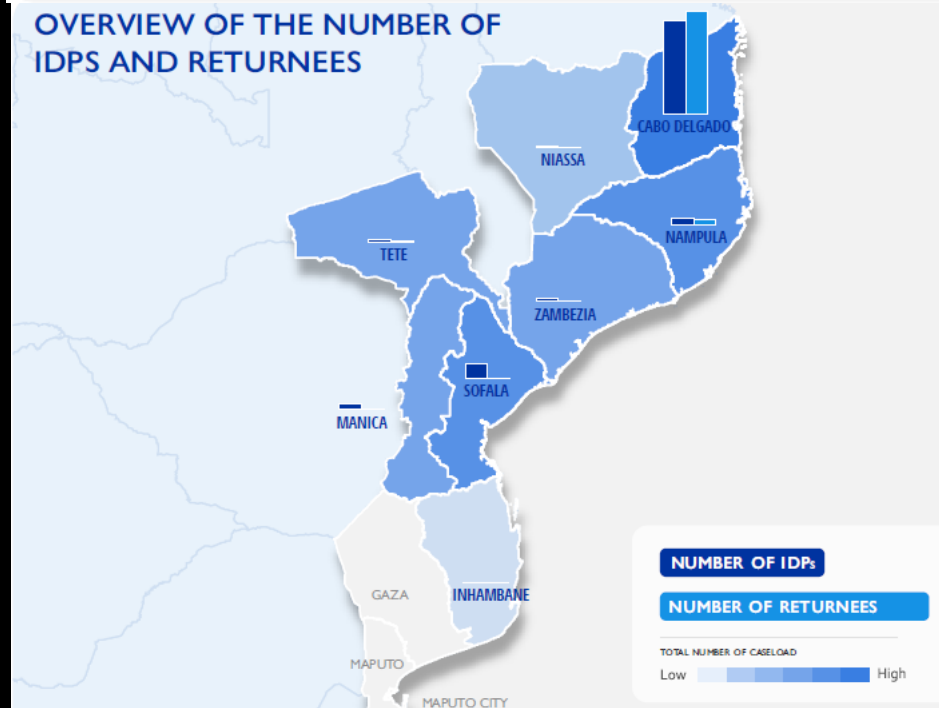 OVERVIEW OF THE NUMBER OF
IDPS AND RETURNEES
CABO DELGADO
NIASSA
NAMPULA
TETE
ZAMBEZIA
SOFALA
MANICA
INHAMBANE
GAZA
MAPUTO
MAPUTO CITY
NUMBER OF IDPs
NUMBER OF RETURNEES
TOTAL NUMBER OF CASELOAD
Low High